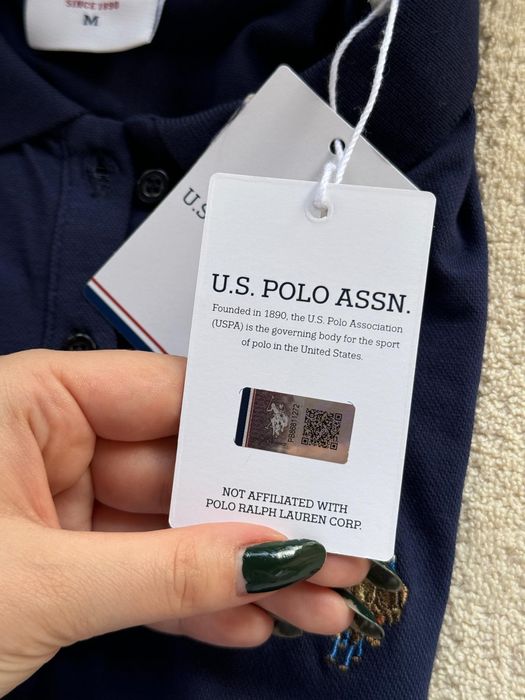 SINCE 1890
M
U.S
U.S. POLO ASSN.
Founded in 1890, the U.S. Polo Association
(USPA) is the governing body for the sport
of polo in the United States.
PB86811272
NOT AFFILIATED WITH
POLO RALPH LAUREN CORP.